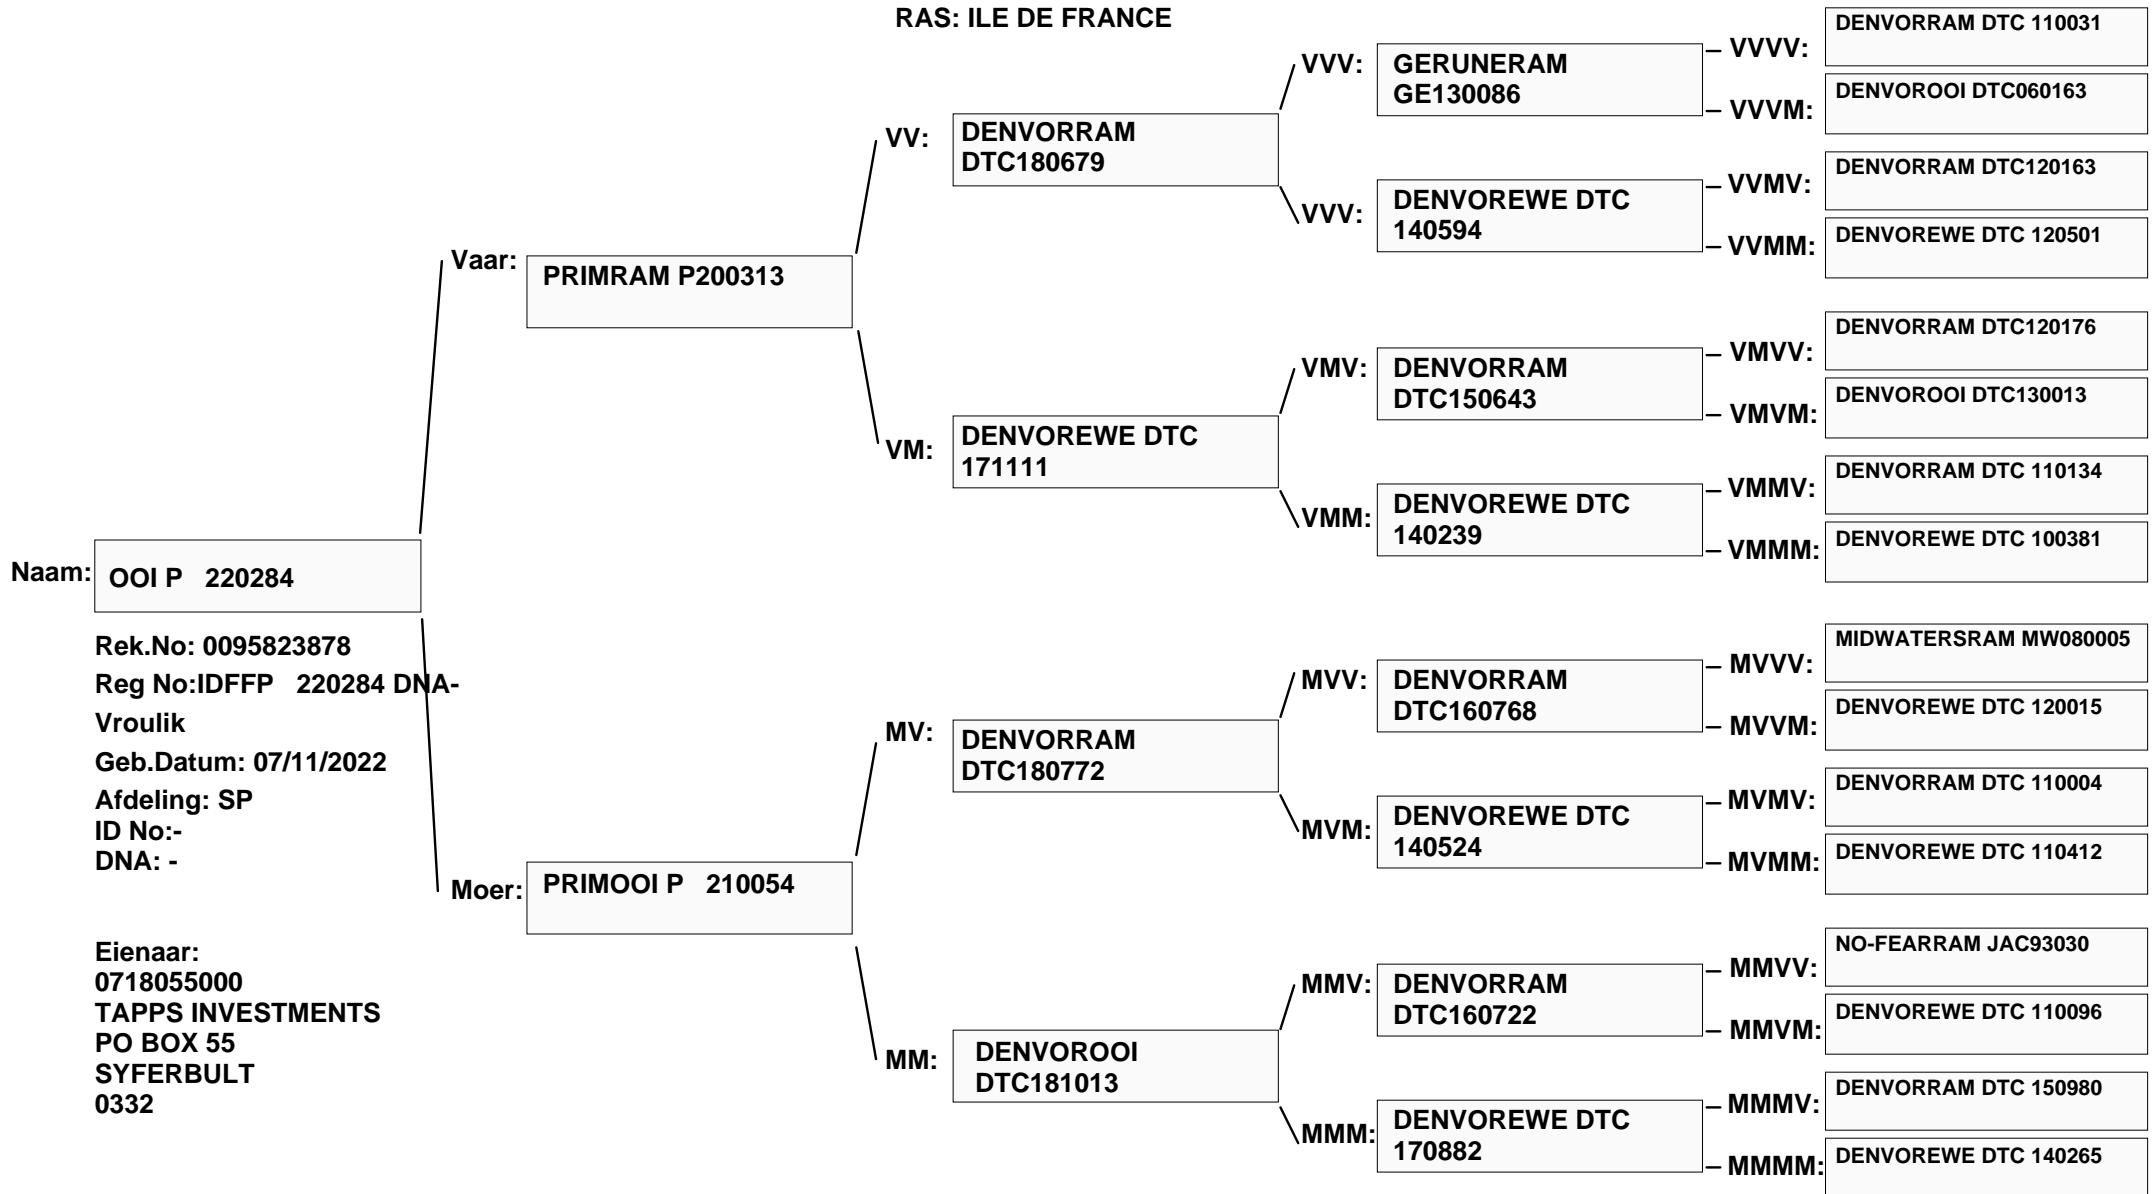 RAS: ILE DE FRANCE
Naam:
OOI P   220284
Rek.No: 0095823878
Reg No:IDFFP   220284 DNA-
Vroulik
Geb.Datum: 07/11/2022
Afdeling: SP
ID No:-
DNA: -
Eienaar:
0718055000
TAPPS INVESTMENTS
PO BOX 55
SYFERBULT
0332
Vaar:
PRIMRAM P200313
Moer:
PRIMOOI P   210054
VV:
DENVORRAM
DTC180679
VM:
DENVOREWE DTC
171111
MV:
DENVORRAM
DTC180772
MM:
DENVOROOI
DTC181013
VVV:
GERUNERAM
GE130086
VVV:
DENVOREWE DTC
140594
VMV:
DENVORRAM
DTC150643
VMM:
DENVOREWE DTC
140239
MVV:
DENVORRAM
DTC160768
MVM:
DENVOREWE DTC
140524
MMV:
DENVORRAM
DTC160722
MMM:
DENVOREWE DTC
170882
VVVV:
DENVORRAM DTC 110031
VVVM:
DENVOROOI DTC060163
VVMV:
DENVORRAM DTC120163
VVMM:
DENVOREWE DTC 120501
VMVV:
DENVORRAM DTC120176
VMVM:
DENVOROOI DTC130013
VMMV:
DENVORRAM DTC 110134
VMMM:
DENVOREWE DTC 100381
MVVV:
MIDWATERSRAM MW080005
MVVM:
DENVOREWE DTC 120015
MVMV:
DENVORRAM DTC 110004
MVMM:
DENVOREWE DTC 110412
MMVV:
NO-FEARRAM JAC93030
MMVM:
DENVOREWE DTC 110096
MMMV:
DENVORRAM DTC 150980
MMMM:
DENVOREWE DTC 140265